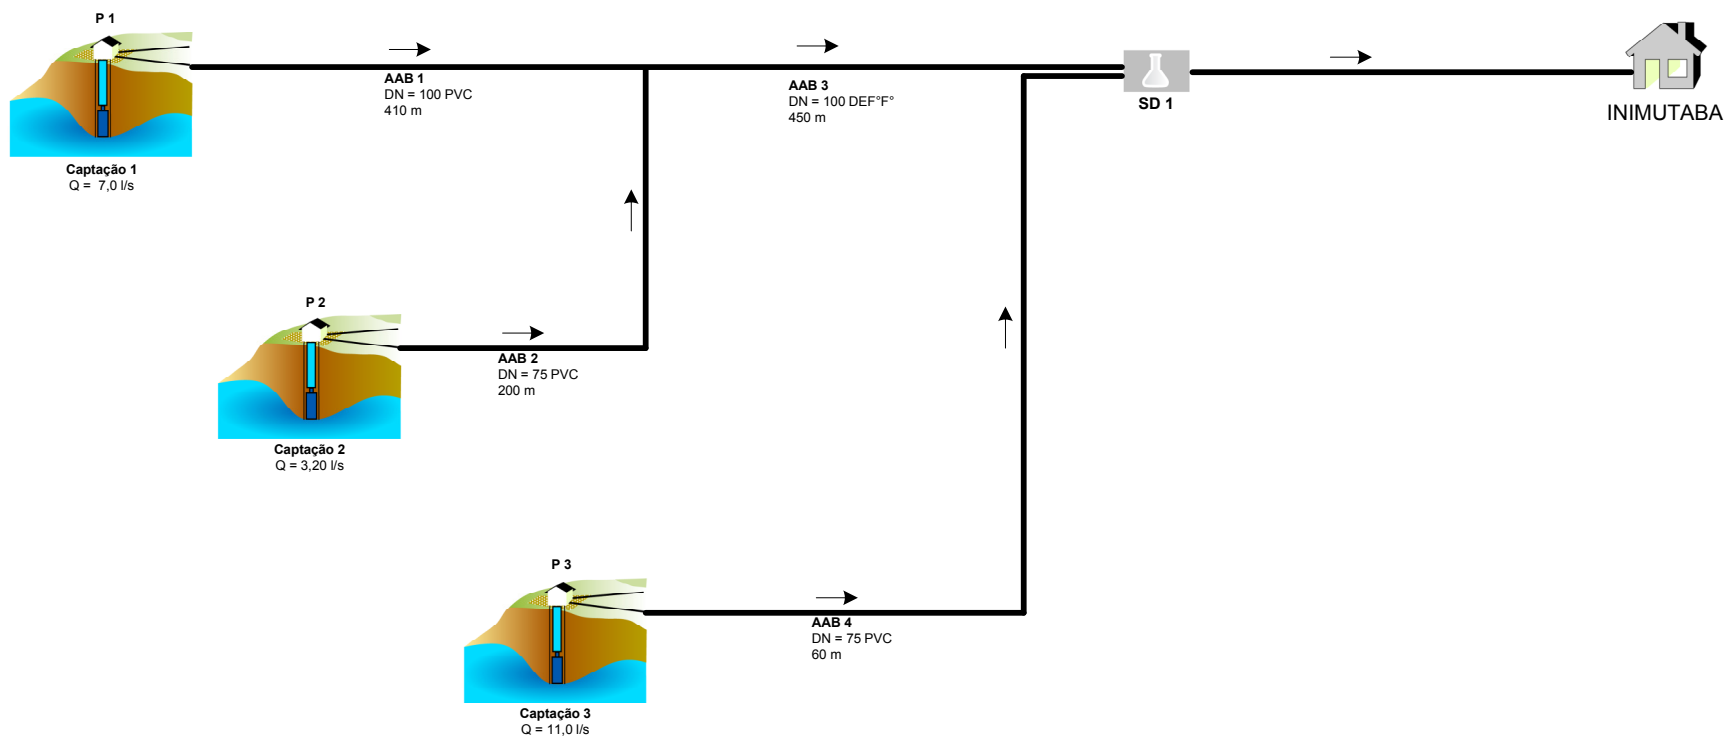 P 1
AAB 1
DN = 100 PVC
410 m
AAB 3
DN = 100 DEF°F°
450 m
SD 1
INIMUTABA
Captação 1
Q = 7,0 l/s
P 2
AAB 2
DN = 75 PVC
200 m
Captação 2
Q = 3,20 l/s
P 3
AAB 4
DN = 75 PVC
60 m
Captação 3
Q = 11,0 l/s